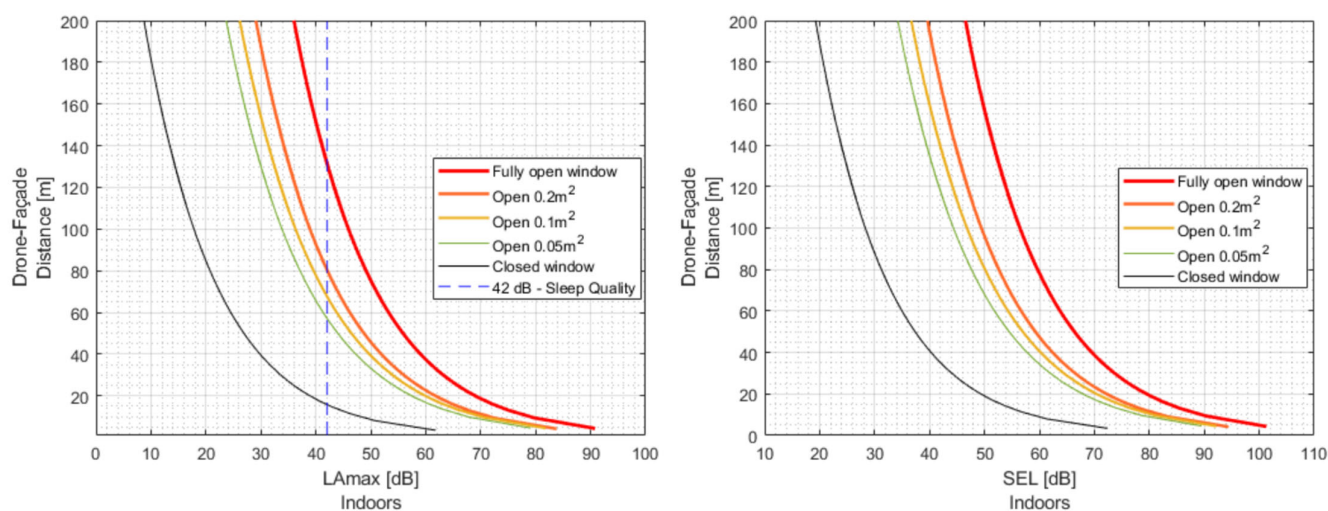 200
180
160
140
120
100
80
60
40
20
Drone-Façade
Distance [m]
Fully open window
Open 0.2m²
Open 0.1m²
Open 0.05m²
Closed window
42 dB - Sleep Quality
0 10 20 30 40 50 60 70 80 90 100
LAmax [dB]
Indoors
200
180
160
140
120
100
80
60
40
20
0
Drone-Façade
Distance [m]
Fully open window
Open 0.2m²
Open 0.1m²
Open 0.05m²
Closed window
10 20 30 40 50 60 70 80 90 100 110
SEL [dB]
Indoors